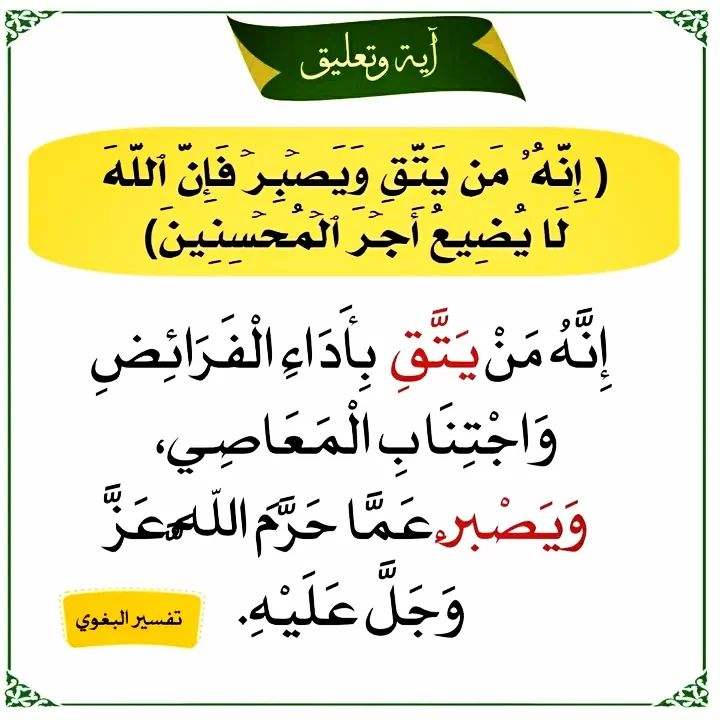 آية وتعليق
( إِنَّهُۥ مَن يَتَّقِ وَيَصۡبِرۡ فَإِنَّ ٱللَّهَ
لَا يُضِيعُ أَجۡرَ ٱلۡمُحۡسِنِينَ)
إِنَّهُ مَنْ يَتَّقِ بِأَدَاءِ الْفَرَائِضِ
وَاجْتِنَابِ الْمَعَاصِي،
وَيَصْبِرْ عَمَّا حَرَّمَ اللَّهُ عَزَّ
وَجَلَّ عَلَيْهِ.
تفسير البغوي